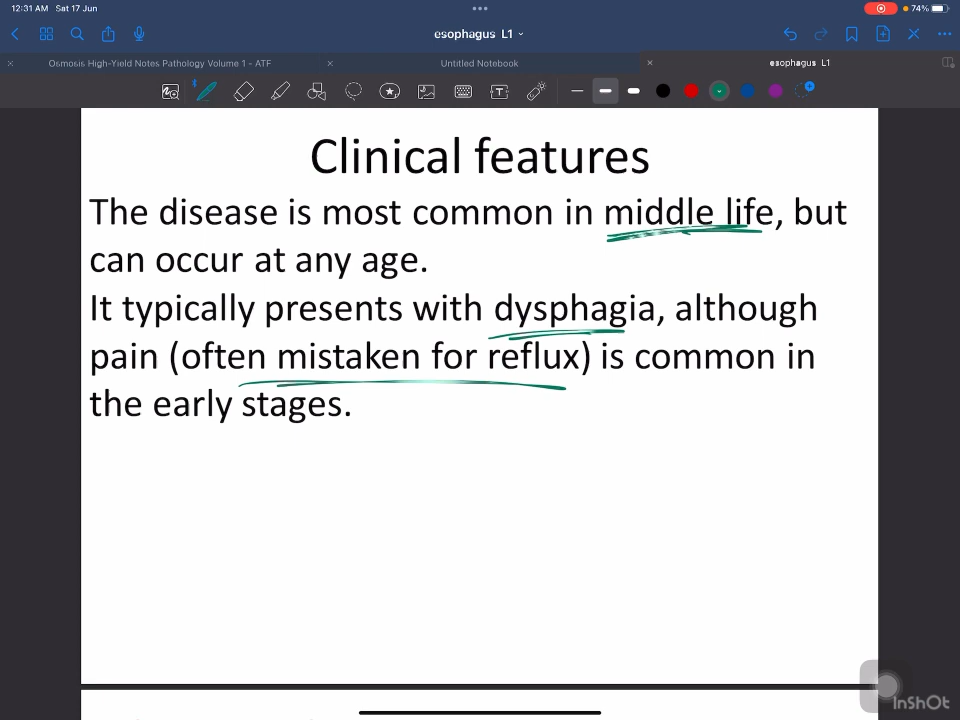 12:31 AM Sat 17 Jun
74%
esophagus L1
Osmosis High-Yield Notes Pathology Volume 1 - ATF
Untitled Notebook
esophagus L1
Clinical features
The disease is most common in middle life, but
can occur at any age.
It typically presents with dysphagia, although
pain (often mistaken for reflux) is common in
the early stages.
InShOt